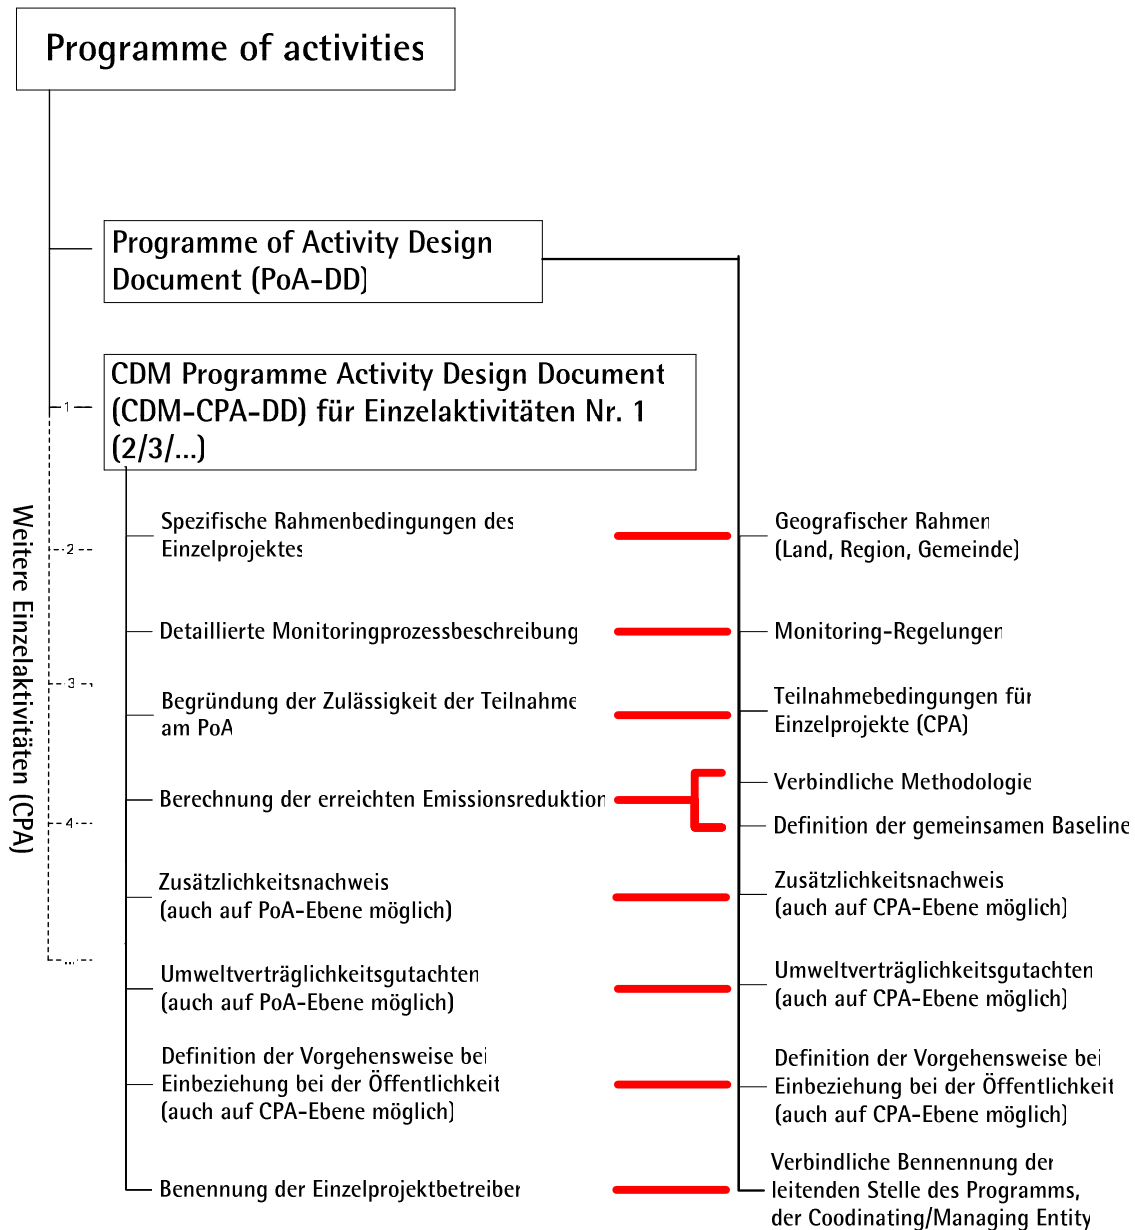 Programme of activities
Programme of Activity Design
Document (PoA-DD)
CDM Programme Activity Design Document
(CDM-CPA-DD) für Einzelaktivitäten Nr. 1
(2/3/...)
Weitere Einzelaktivitäten (CPA)
1
2
3
4
...
Spezifische Rahmenbedingungen des
Einzelprojektes
Detaillierte Monitoringprozessbeschreibung
Begründung der Zulässigkeit der Teilnahme
am PoA
Berechnung der erreichten Emissionsreduktion
Zusätzlichkeitsnachweis
(auch auf PoA-Ebene möglich)
Umweltverträglichkeitsgutachten
(auch auf PoA-Ebene möglich)
Definition der Vorgehensweise bei
Einbeziehung bei der Öffentlichkeit
(auch auf CPA-Ebene möglich)
Benennung der Einzelprojektbetreiber
Geografischer Rahmen
(Land, Region, Gemeinde)
Monitoring-Regelungen
Teilnahmebedingungen für
Einzelprojekte (CPA)
Verbindliche Methodologie
Definition der gemeinsamen Baseline
Zusätzlichkeitsnachweis
(auch auf CPA-Ebene möglich)
Umweltverträglichkeitsgutachten
(auch auf CPA-Ebene möglich)
Definition der Vorgehensweise bei
Einbeziehung bei der Öffentlichkeit
(auch auf CPA-Ebene möglich)
Verbindliche Bennennung der
leitenden Stelle des Programms,
der Coodinating/Managing Entity